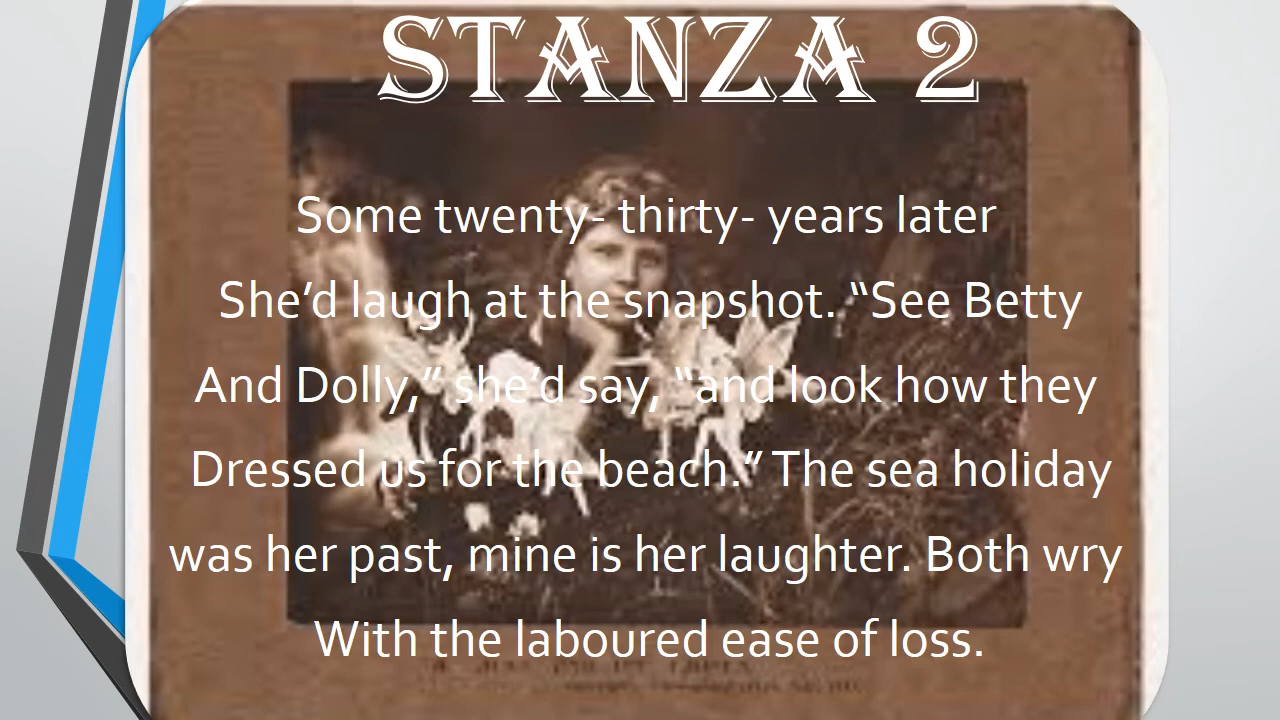 STANZA 2
Some twenty- thirty- years later
She’d laugh at the snapshot. “See Betty
And Dolly,” she’d say, “and look how they
Dressed us for the beach.” The sea holiday
was her past, mine is her laughter. Both wry
With the laboured ease of loss.